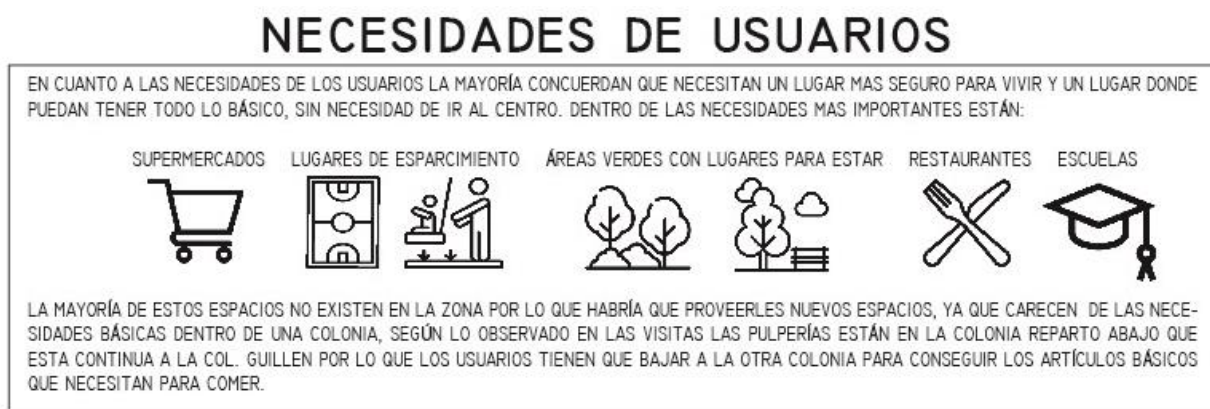 NECESIDADES DE USUARIOS
EN CUANTO A LAS NECESIDADES DE LOS USUARIOS LA MAYORÍA CONCUERDAN QUE NECESITAN UN LUGAR MAS SEGURO PARA VIVIR Y UN LUGAR DONDE
PUEDAN TENER TODO LO BÁSICO, SIN NECESIDAD DE IR AL CENTRO. DENTRO DE LAS NECESIDADES MAS IMPORTANTES ESTÁN:
SUPERMERCADOS LUGARES DE ESPARCIMIENTO ÁREAS VERDES CON LUGARES PARA ESTAR RESTAURANTES ESCUELAS
LA MAYORÍA DE ESTOS ESPACIOS NO EXISTEN EN LA ZONA POR LO QUE HABRÍA QUE PROVEERLES NUEVOS ESPACIOS, YA QUE CARECEN DE LAS NECE-
SIDADES BÁSICAS DENTRO DE UNA COLONIA, SEGÚN LO OBSERVADO EN LAS VISITAS LAS PULPERÍAS ESTÁN EN LA COLONIA REPARTO ABAJO QUE
ESTA CONTINUA A LA COL. GUILLEN POR LO QUE LOS USUARIOS TIENEN QUE BAJAR A LA OTRA COLONIA PARA CONSEGUIR LOS ARTÍCULOS BÁSICOS
QUE NECESITAN PARA COMER.